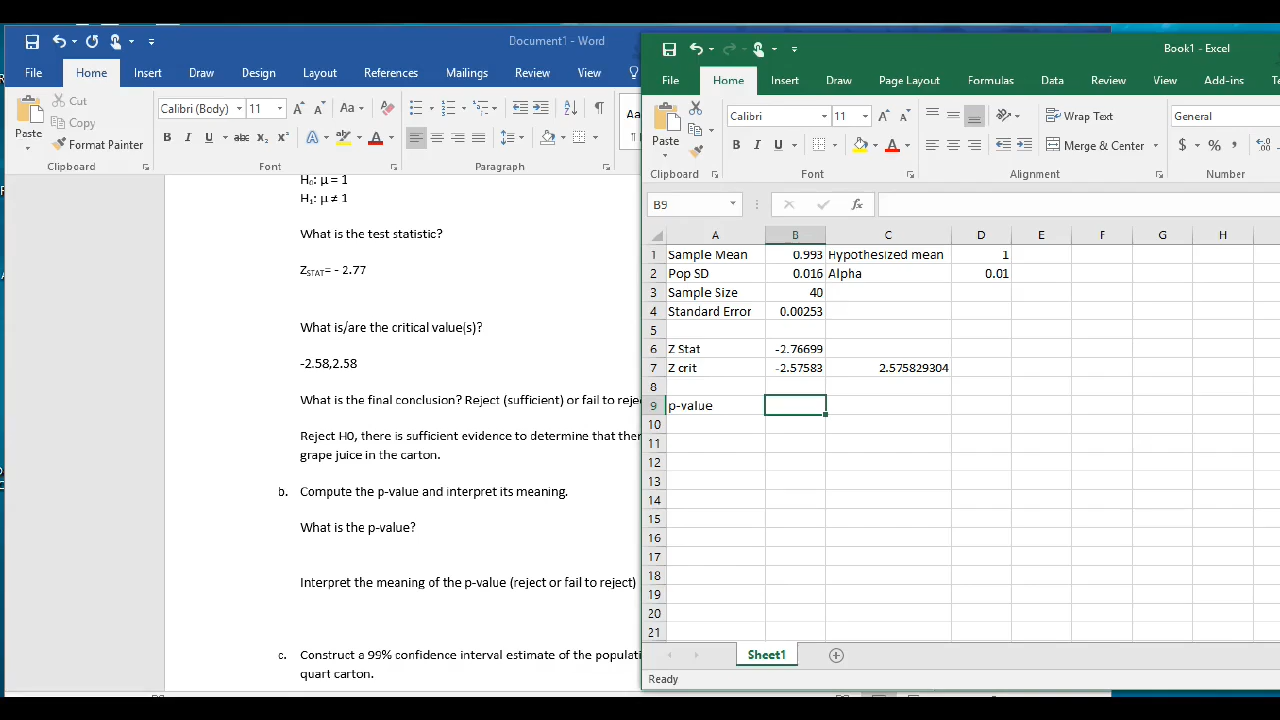 Document1 - Word
File Home Insert Draw Design Layout References Mailings Review View
Cut
Copy
Format Painter
Paste
Calibri (Body) 11
Clipboard Font Paragraph
H₀: µ = 1
H₁: µ ≠ 1
What is the test statistic?
ZSTAT= - 2.77
What is/are the critical value(s)?
-2.58,2.58
What is the final conclusion? Reject (sufficient) or fail to reje
Reject H0, there is sufficient evidence to determine that ther
grape juice in the carton.
b. Compute the p-value and interpret its meaning.
What is the p-value?
Interpret the meaning of the p-value (reject or fail to reject)
c. Construct a 99% confidence interval estimate of the populati
quart carton.
Book1 - Excel
File Home Insert Draw Page Layout Formulas Data Review View Add-ins Te
Paste
Calibri 11
Wrap Text
General
Merge & Center
Clipboard Font Alignment Number
B9
A B C D E F G H
1 Sample Mean 0.993 Hypothesized mean 1
2 Pop SD 0.016 Alpha 0.01
3 Sample Size 40
4 Standard Error 0.00253
5
6 Z Stat -2.76699
7 Z crit -2.57583 2.575829304
8
9 p-value
10
11
12
13
14
15
16
17
18
19
20
21
Sheet1
Ready